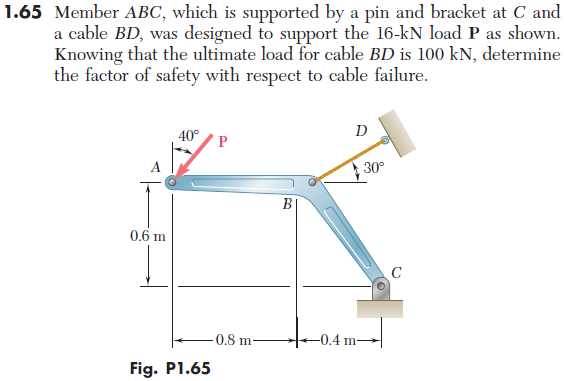 1.65 Member ABC, which is supported by a pin and bracket at C and
a cable BD, was designed to support the 16-kN load P as shown.
Knowing that the ultimate load for cable BD is 100 kN, determine
the factor of safety with respect to cable failure.
40°
P
D
A
30°
B
0.6 m
C
0.8 m
0.4 m
Fig. P1.65